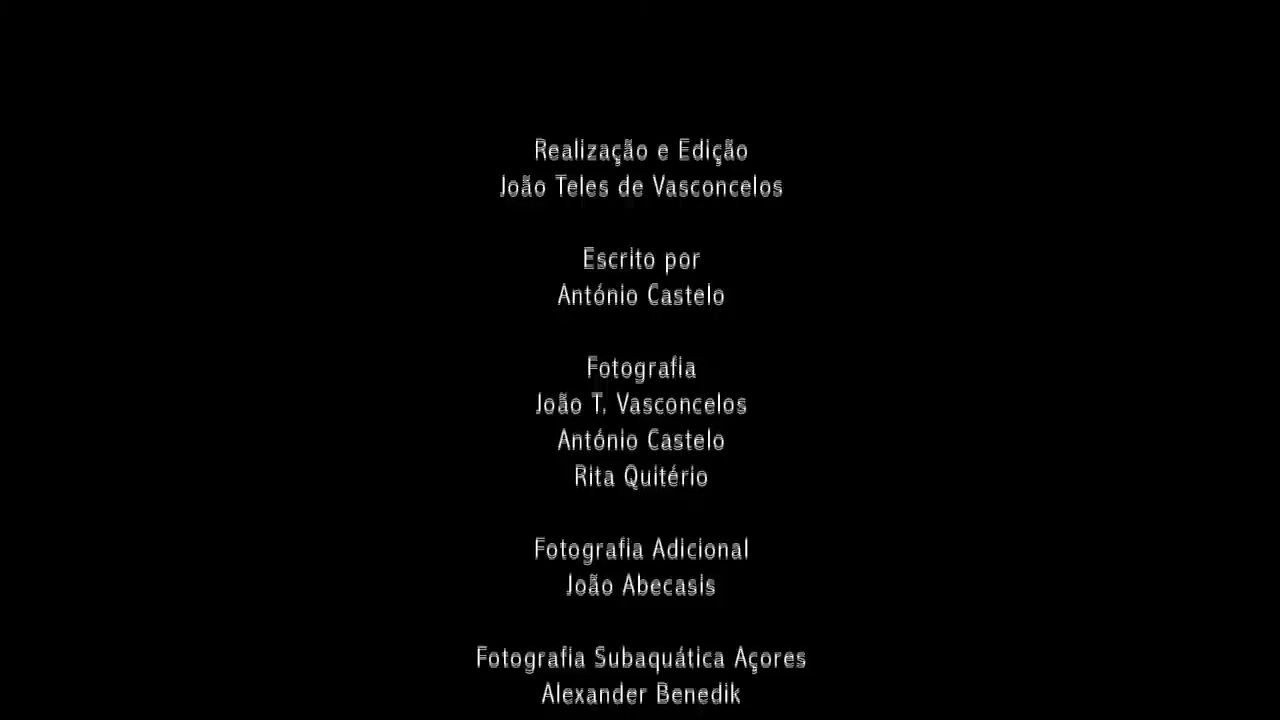 Realização e Edição
João Teles de Vasconcelos
Escrito por
António Castelo
Fotografia
João T. Vasconcelos
António Castelo
Rita Quitério
Fotografia Adicional
João Abecasis
Fotografia Subaquática Açores
Alexander Benedik